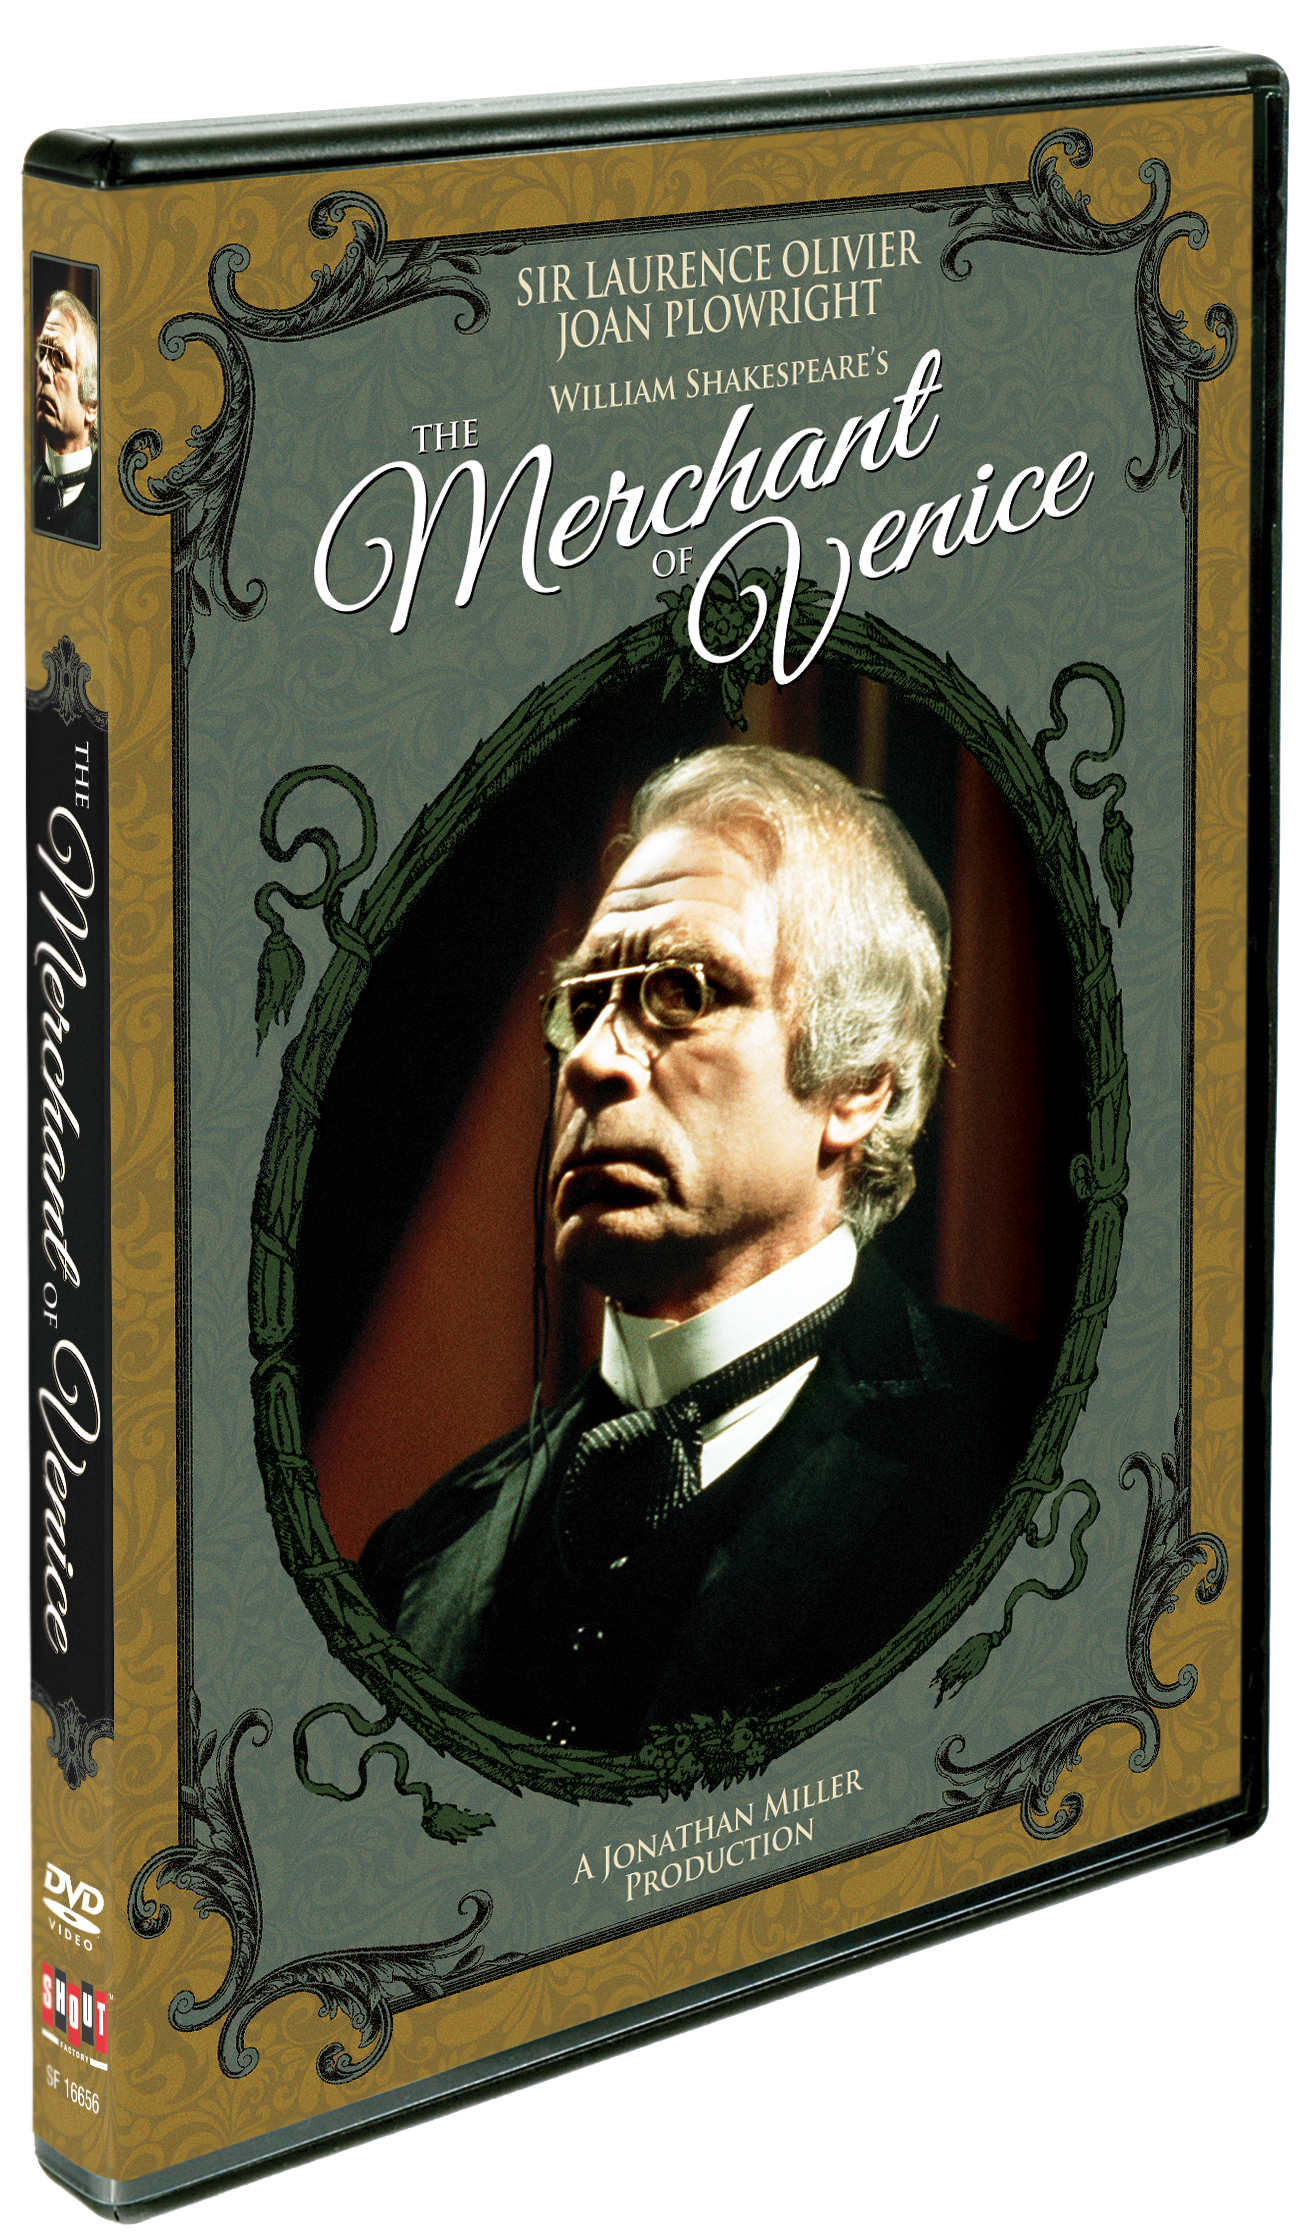 SIR LAURENCE OLIVIER
JOAN PLOWRIGHT
WILLIAM SHAKESPEARE'S
THE
Merchant
OF
Venice
A JONATHAN MILLER
PRODUCTION
THE Merchant OF Venice
DVD
VIDEO
SHOUT™
FACTORY
SF 16656